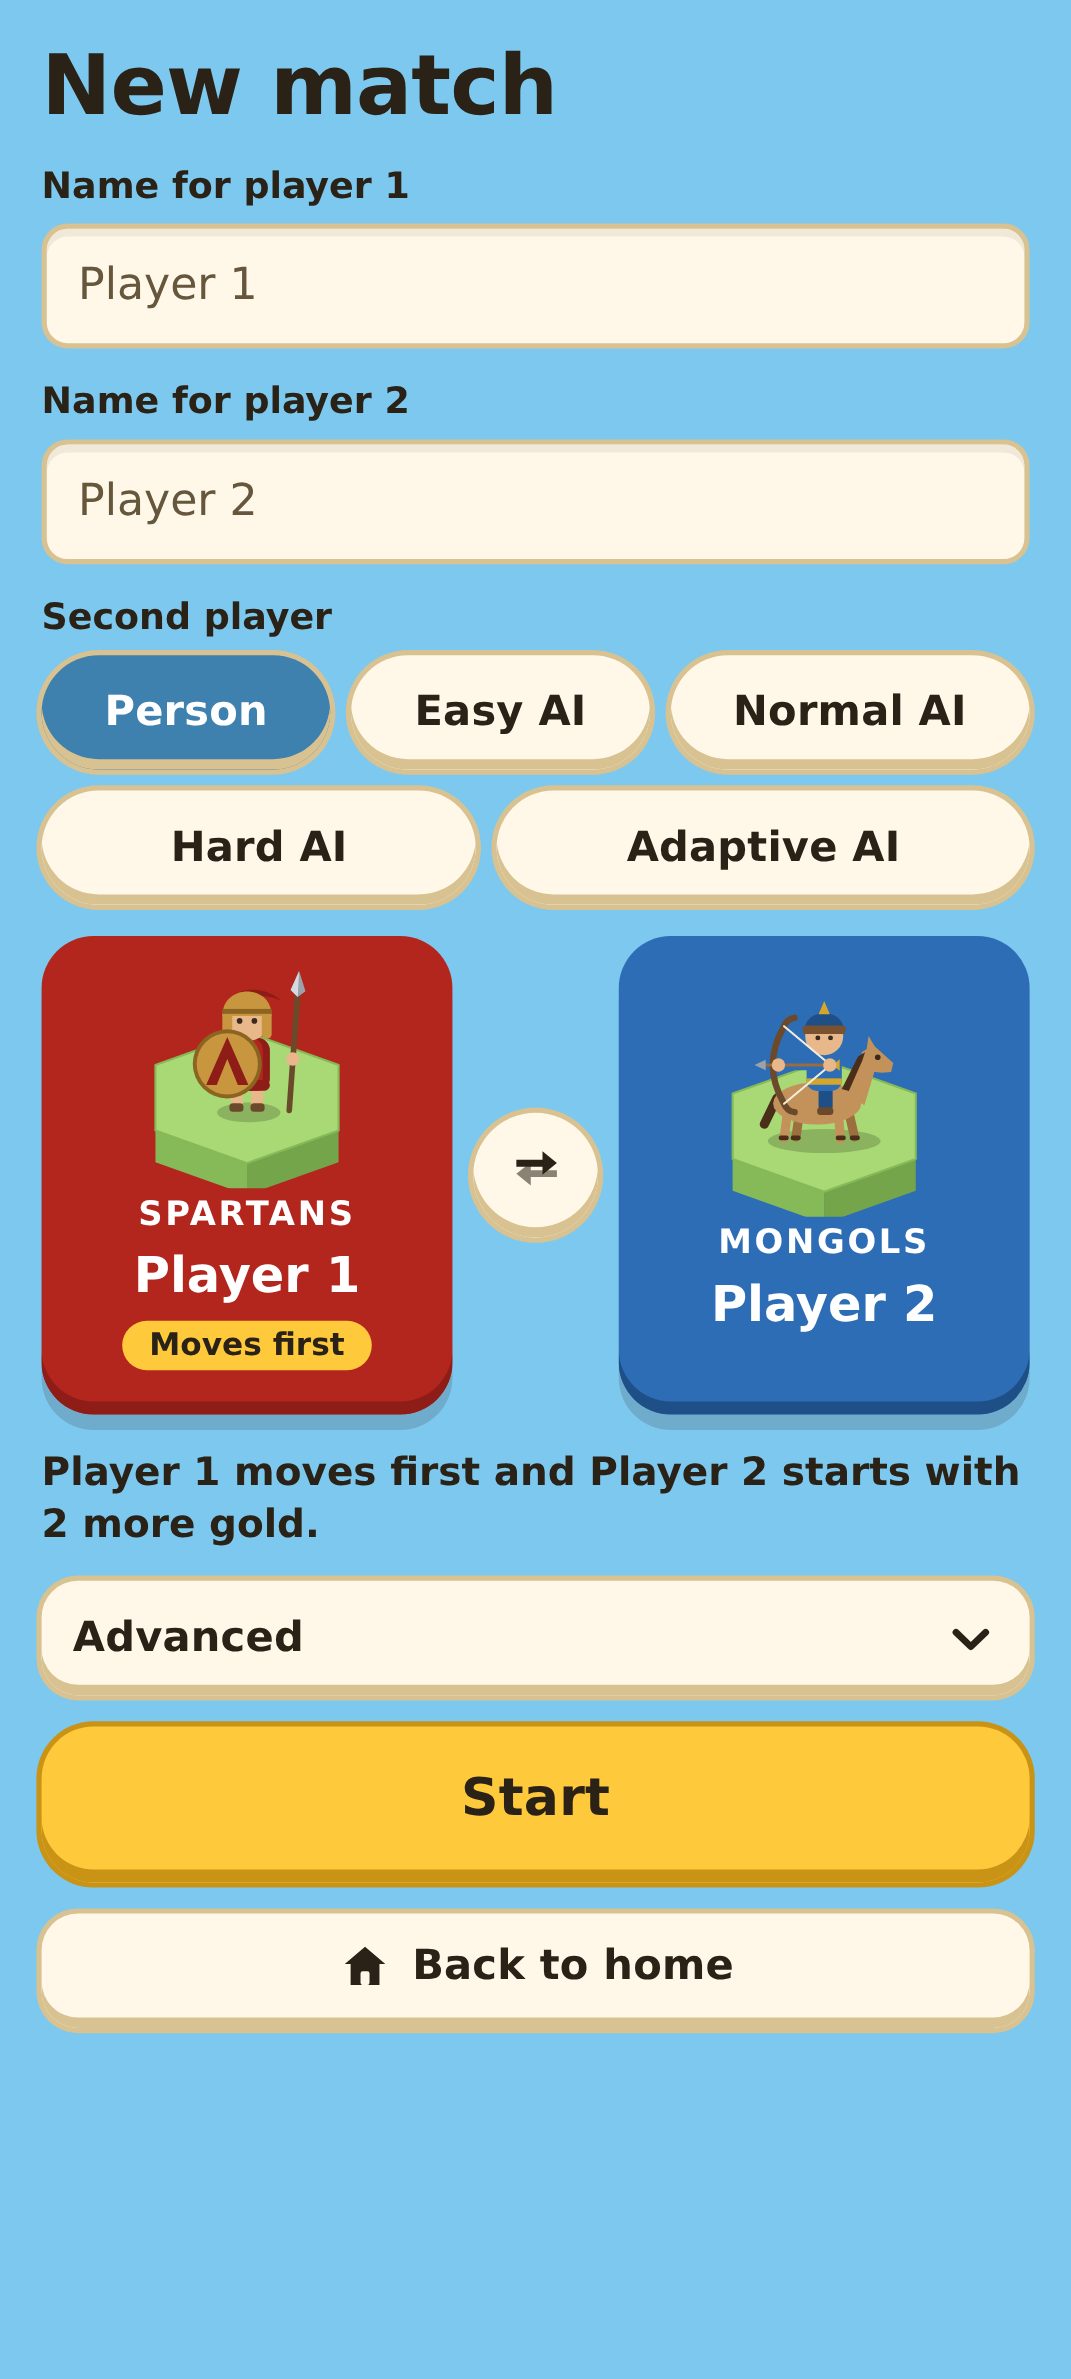 New match
Name for player 1
Player 1
Name for player 2
Player 2
Second player
Person
Easy AI
Normal AI
Hard AI
Adaptive AI
SPARTANS
Player 1
Moves first
MONGOLS
Player 2
Player 1 moves first and Player 2 starts with
2 more gold.
Advanced
Start
Back to home